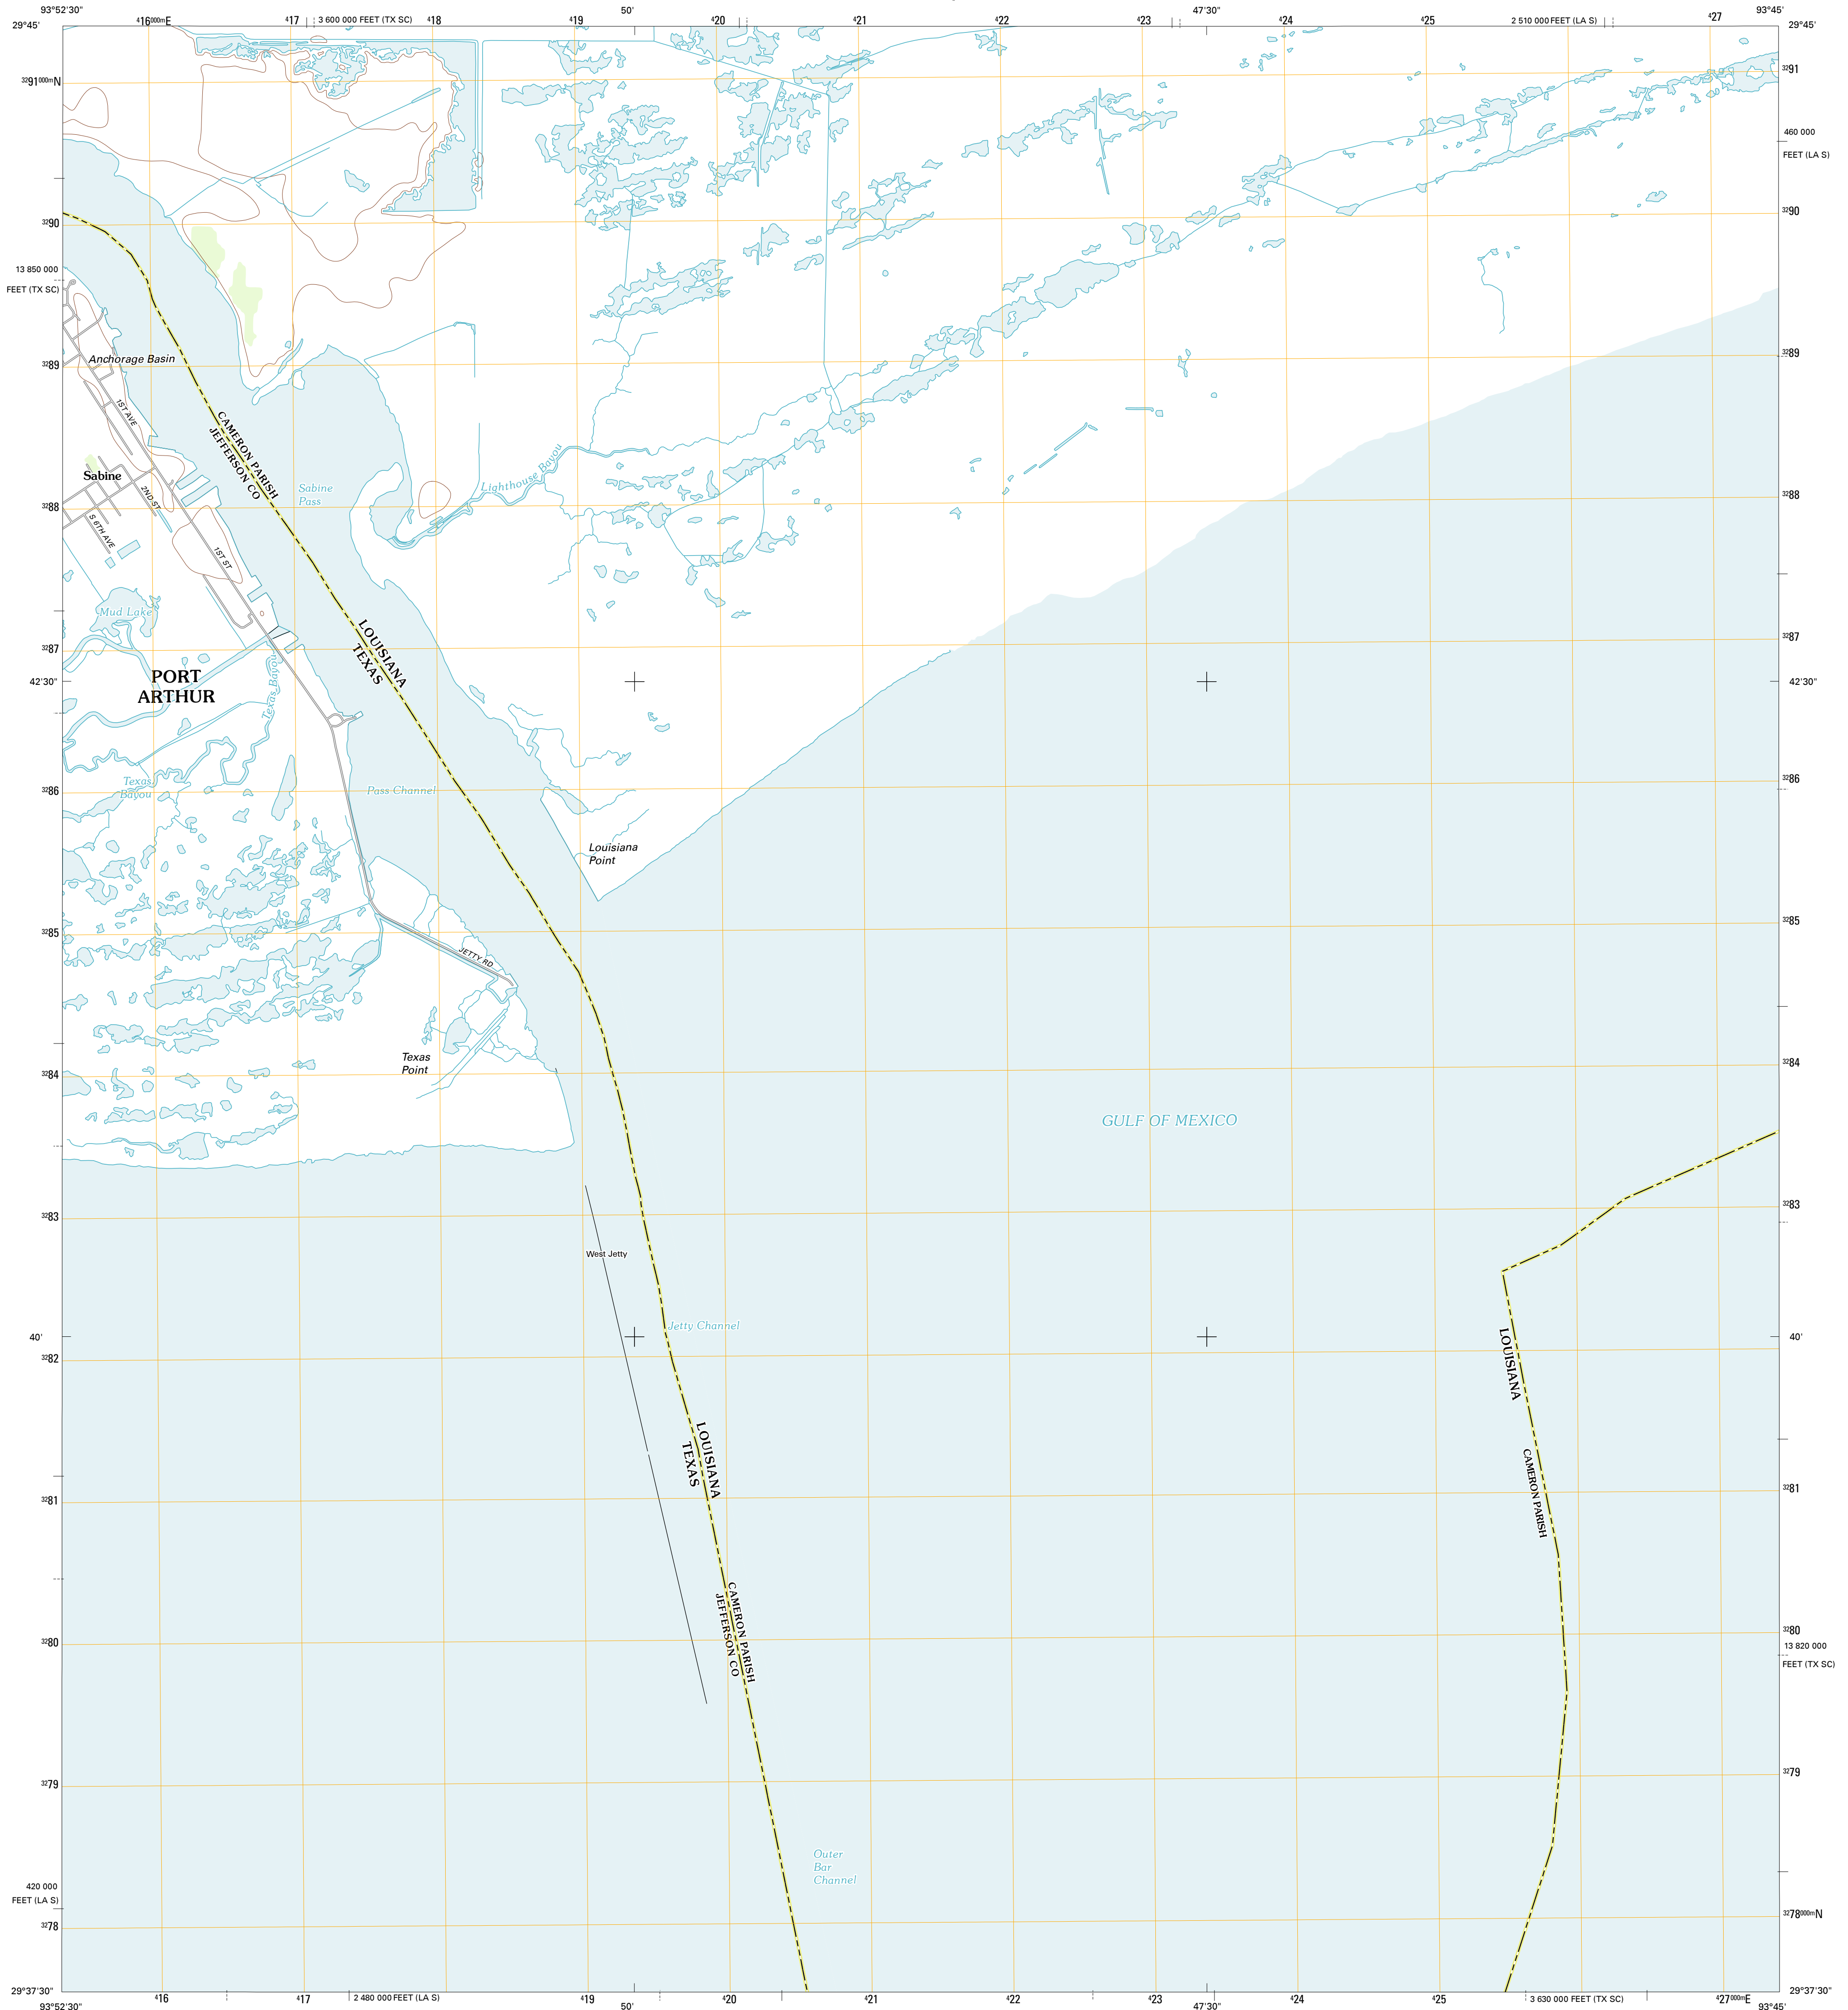 93°52'30"
⁴16⁰⁰⁰ᵐE
⁴17
3 600 000 FEET (TX SC)
⁴18
⁴19
50'
⁴20
⁴21
⁴22
⁴23
47'30"
⁴24
⁴25
2 510 000 FEET (LA S)
⁴27
93°45'
29°45'
29°45'
³²91⁰⁰⁰ᵐN
³²91
460 000
FEET (LA S)
³²90
³²90
13 850 000
FEET (TX SC)
Anchorage Basin
³²89
³²89
1ST AVE
CAMERON PARISH
JEFFERSON CO
Lighthouse Bayou
Sabine
2ND ST
Sabine
Pass
³²88
³²88
S 6TH AVE
1ST ST
Mud Lake
LOUISIANA
TEXAS
³²87
³²87
PORT
ARTHUR
42'30"
42'30"
Texas Bayou
Texas
Bayou
Pass Channel
³²86
³²86
Louisiana
Point
³²85
³²85
JETTY RD
Texas
Point
³²84
³²84
GULF OF MEXICO
³²83
³²83
West Jetty
Jetty Channel
40'
40'
³²82
LOUISIANA
LOUISIANA
TEXAS
CAMERON PARISH
³²81
³²81
CAMERON PARISH
JEFFERSON CO
³²80
³²80
13 820 000
FEET (TX SC)
³²79
³²79
Outer
Bar
Channel
420 000
FEET (LA S)
³²78
³²78⁰⁰⁰ᵐN
29°37'30"
29°37'30"
93°52'30"
⁴16
⁴17
2 480 000 FEET (LA S)
⁴19
50'
⁴20
⁴21
⁴22
⁴23
47'30"
⁴24
⁴25
3 630 000 FEET (TX SC)
⁴27⁰⁰⁰ᵐE
93°45'